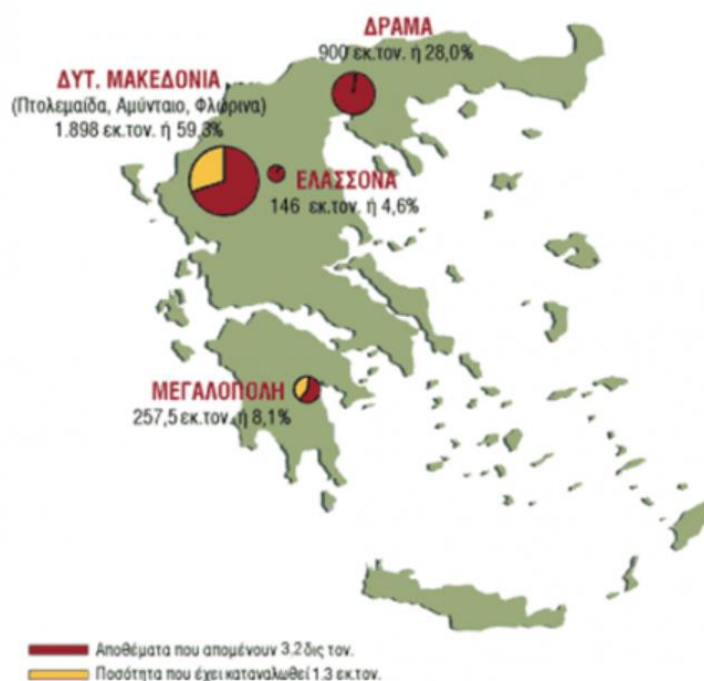 ΔΡΑΜΑ
900 εκ.τον. ή 28,0%
ΔΥΤ. ΜΑΚΕΔΟΝΙΑ
(Πτολεμαίδα, Αμύνταιο, Φλώρινα)
1.898 εκ.τον. ή 59,3%
ΕΛΑΣΣΟΝΑ
146 εκ.τον. ή 4,6%
ΜΕΓΑΛΟΠΟΛΗ
257,5 εκ.τον. ή 8,1%
Αποθέματα που απομένουν 3.2 δις τον.
Ποσότητα που έχει καταναλωθεί 1.3 εκ.τον.